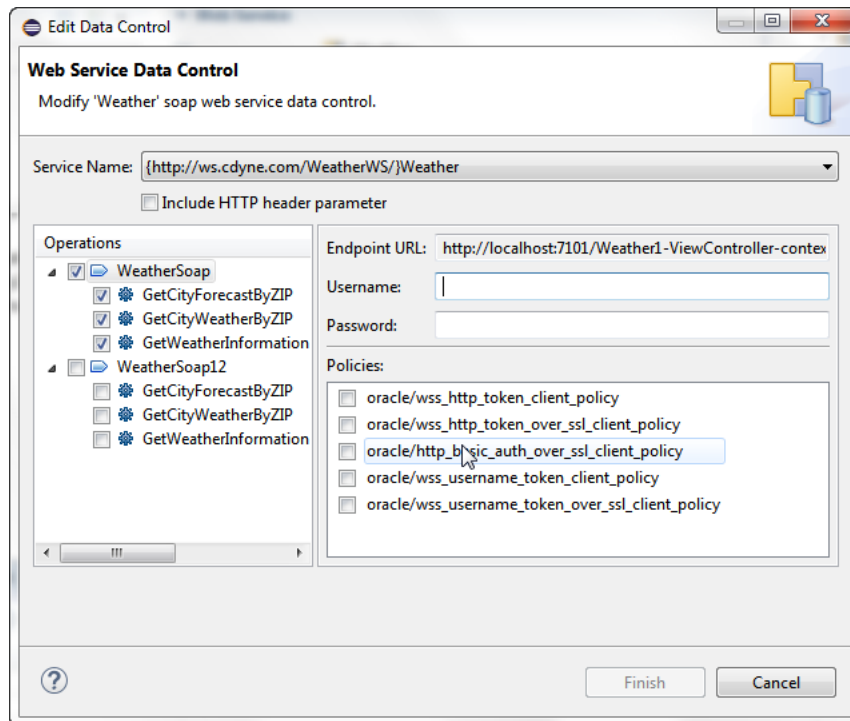 Edit Data Control
Web Service Data Control
Modify 'Weather' soap web service data control.
Service Name: {http://ws.cdyne.com/WeatherWS/}Weather
Include HTTP header parameter
Operations
WeatherSoap
GetCityForecastByZIP
GetCityWeatherByZIP
GetWeatherInformation
WeatherSoap12
GetCityForecastByZIP
GetCityWeatherByZIP
GetWeatherInformation
Endpoint URL: http://localhost:7101/Weather1-ViewController-contex
Username:
Password:
Policies:
oracle/wss_http_token_client_policy
oracle/wss_http_token_over_ssl_client_policy
oracle/http_basic_auth_over_ssl_client_policy
oracle/wss_username_token_client_policy
oracle/wss_username_token_over_ssl_client_policy
Finish
Cancel